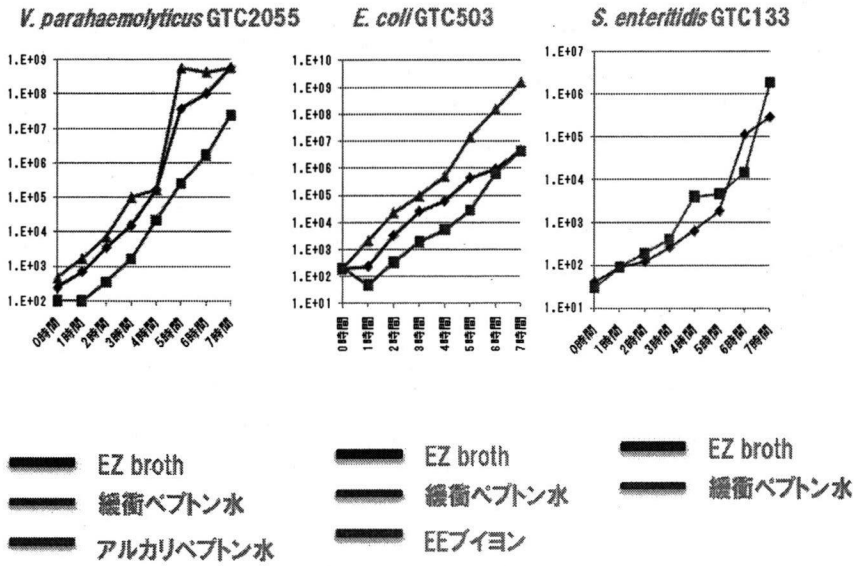 V. parahaemolyticus GTC2055
1.E+09
1.E+08
1.E+07
1.E+06
1.E+05
1.E+04
1.E+03
1.E+02
0時間
1時間
2時間
3時間
4時間
5時間
6時間
7時間
EZ broth
緩衝ペプトン水
アルカリペプトン水
E. coli GTC503
1.E+10
1.E+09
1.E+08
1.E+07
1.E+06
1.E+05
1.E+04
1.E+03
1.E+02
1.E+01
0時間
1時間
2時間
3時間
4時間
5時間
6時間
7時間
EZ broth
緩衝ペプトン水
EEブイヨン
S. enteritidis GTC133
1.E+07
1.E+06
1.E+05
1.E+04
1.E+03
1.E+02
1.E+01
0時間
1時間
2時間
3時間
4時間
5時間
6時間
7時間
EZ broth
緩衝ペプトン水